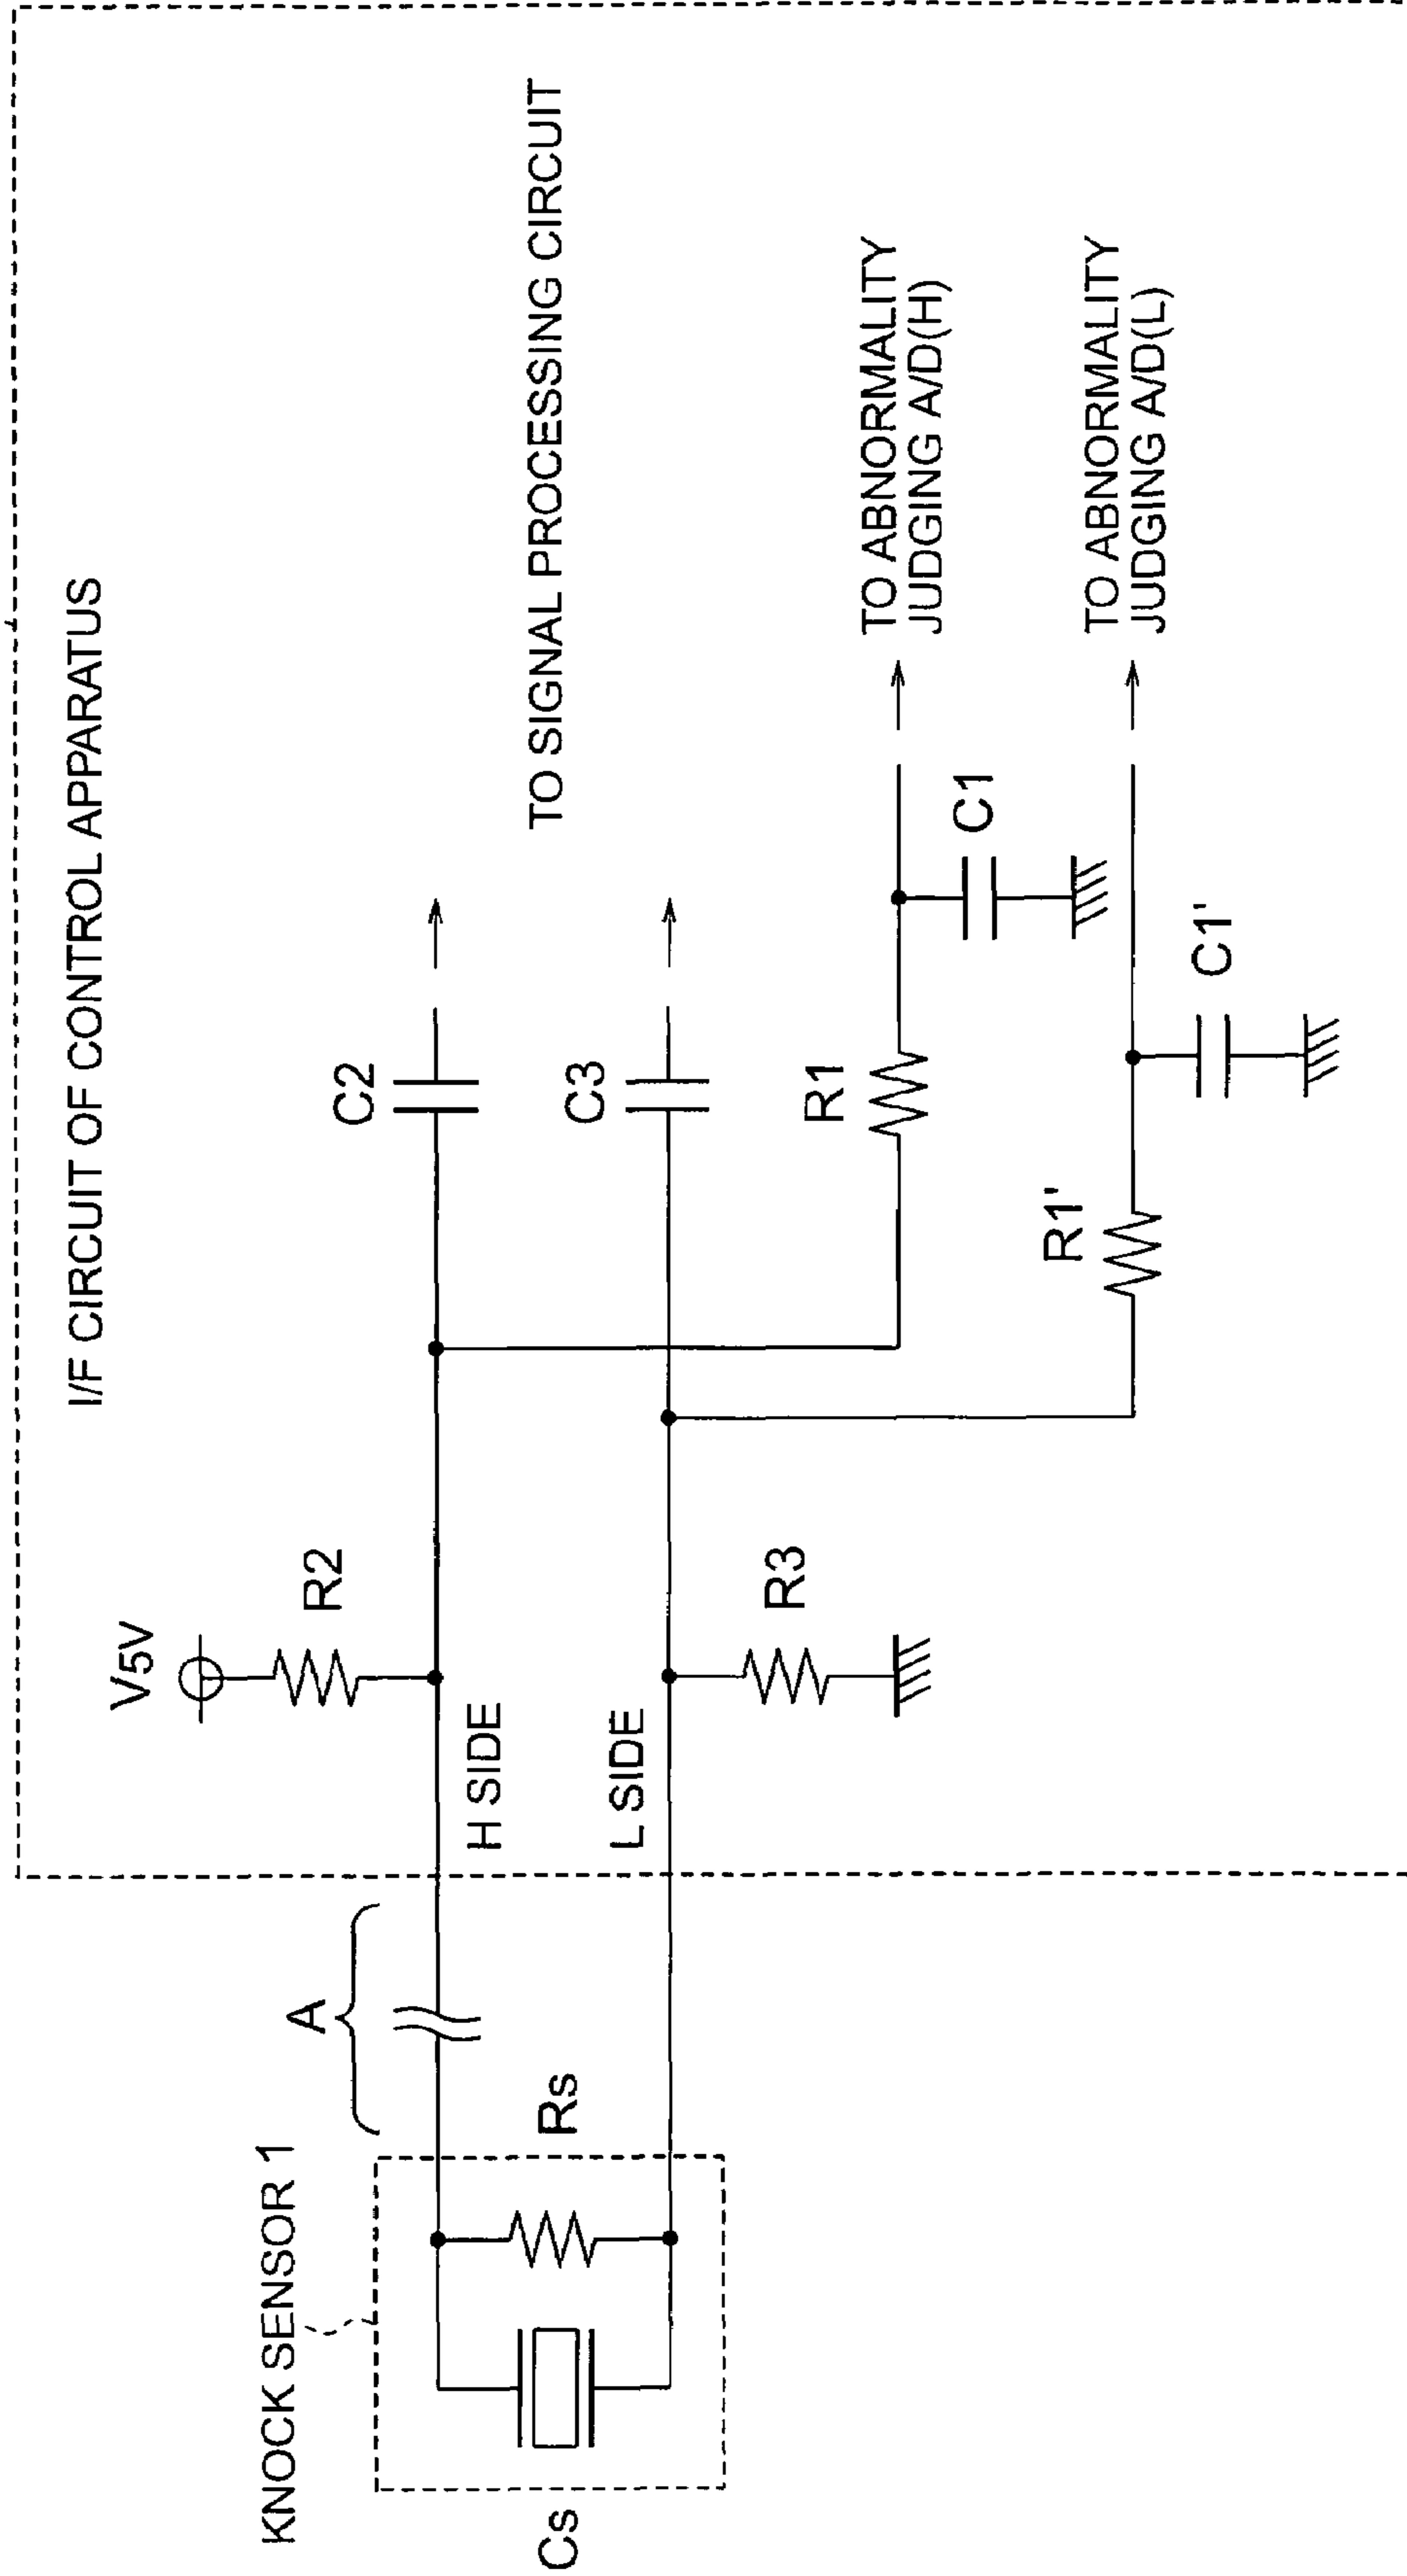 I/F CIRCUIT OF CONTROL APPARATUS
KNOCK SENSOR 1
Cs
Rs
A
V5V
R2
H SIDE
L SIDE
R3
C2
C3
TO SIGNAL PROCESSING CIRCUIT
R1
C1
TO ABNORMALITY
JUDGING A/D(H)
R1'
C1'
TO ABNORMALITY
JUDGING A/D(L)